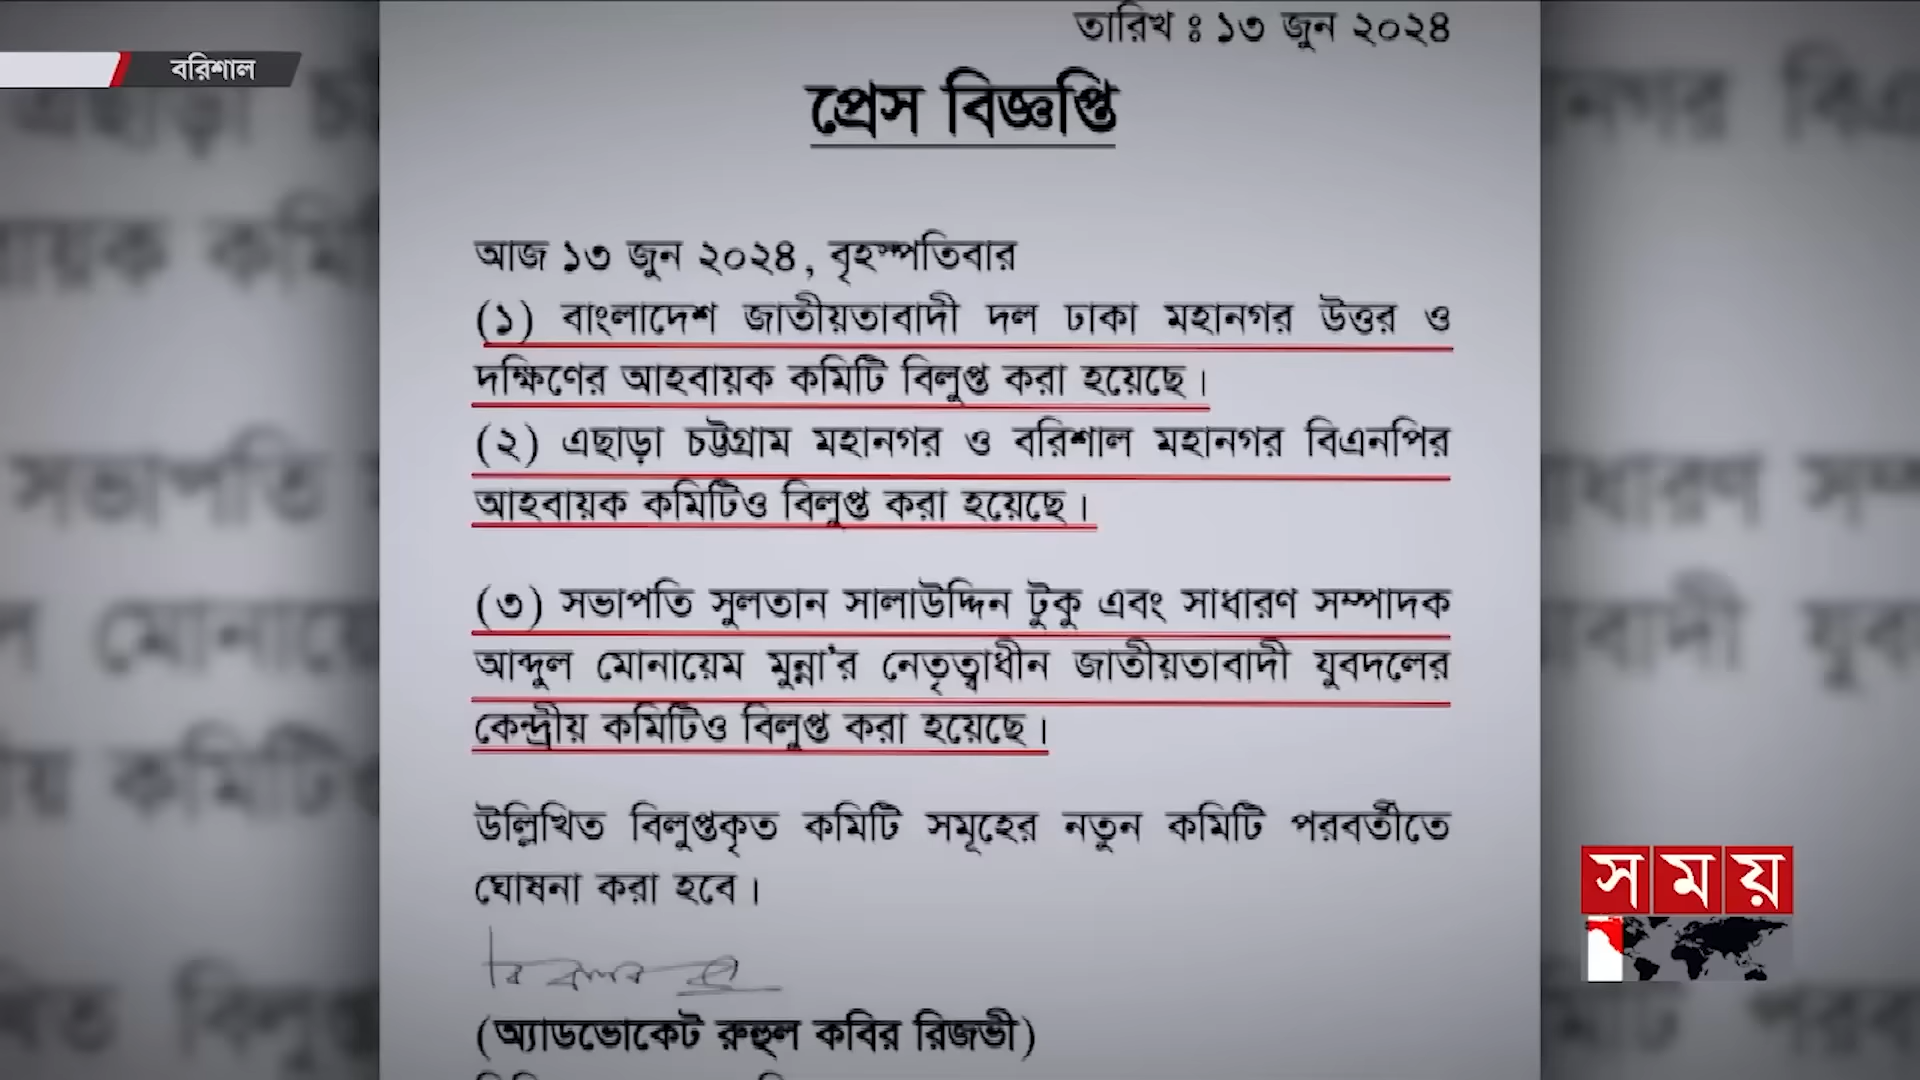 তারিখ ঃ ১৩ জুন ২০২৪
বরিশাল
প্রেস বিজ্ঞপ্তি
আজ ১৩ জুন ২০২৪, বৃহস্পতিবার
(১) বাংলাদেশ জাতীয়তাবাদী দল ঢাকা মহানগর উত্তর ও
দক্ষিণের আহবায়ক কমিটি বিলুপ্ত করা হয়েছে।
(২) এছাড়া চট্টগ্রাম মহানগর ও বরিশাল মহানগর বিএনপির
আহবায়ক কমিটিও বিলুপ্ত করা হয়েছে।
(৩) সভাপতি সুলতান সালাউদ্দিন টুকু এবং সাধারণ সম্পাদক
আব্দুল মোনায়েম মুন্না'র নেতৃত্বাধীন জাতীয়তাবাদী যুবদলের
কেন্দ্রীয় কমিটিও বিলুপ্ত করা হয়েছে।
উল্লিখিত বিলুপ্তকৃত কমিটি সমূহের নতুন কমিটি পরবর্তীতে
ঘোষনা করা হবে।
(অ্যাডভোকেট রুহুল কবির রিজভী)
সময়